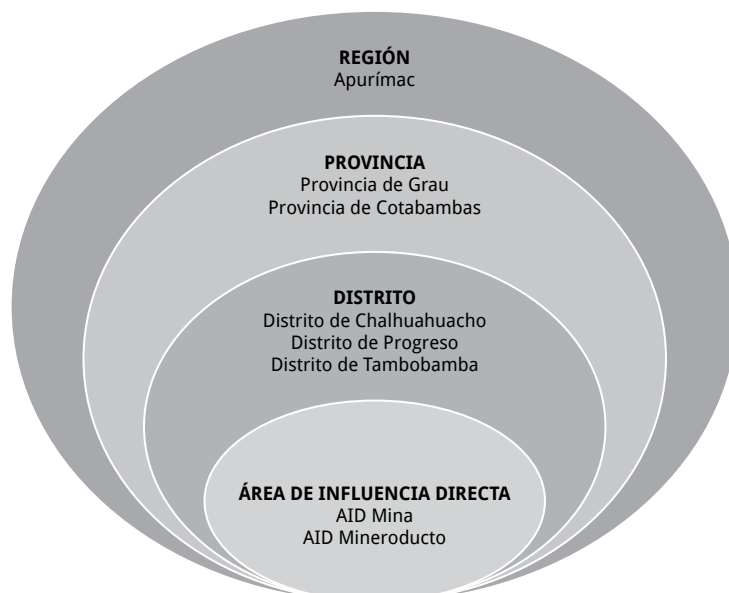 REGIÓN
Apurímac
PROVINCIA
Provincia de Grau
Provincia de Cotabambas
DISTRITO
Distrito de Chalhuahuacho
Distrito de Progreso
Distrito de Tambobamba
ÁREA DE INFLUENCIA DIRECTA
AID Mina
AID Mineroducto